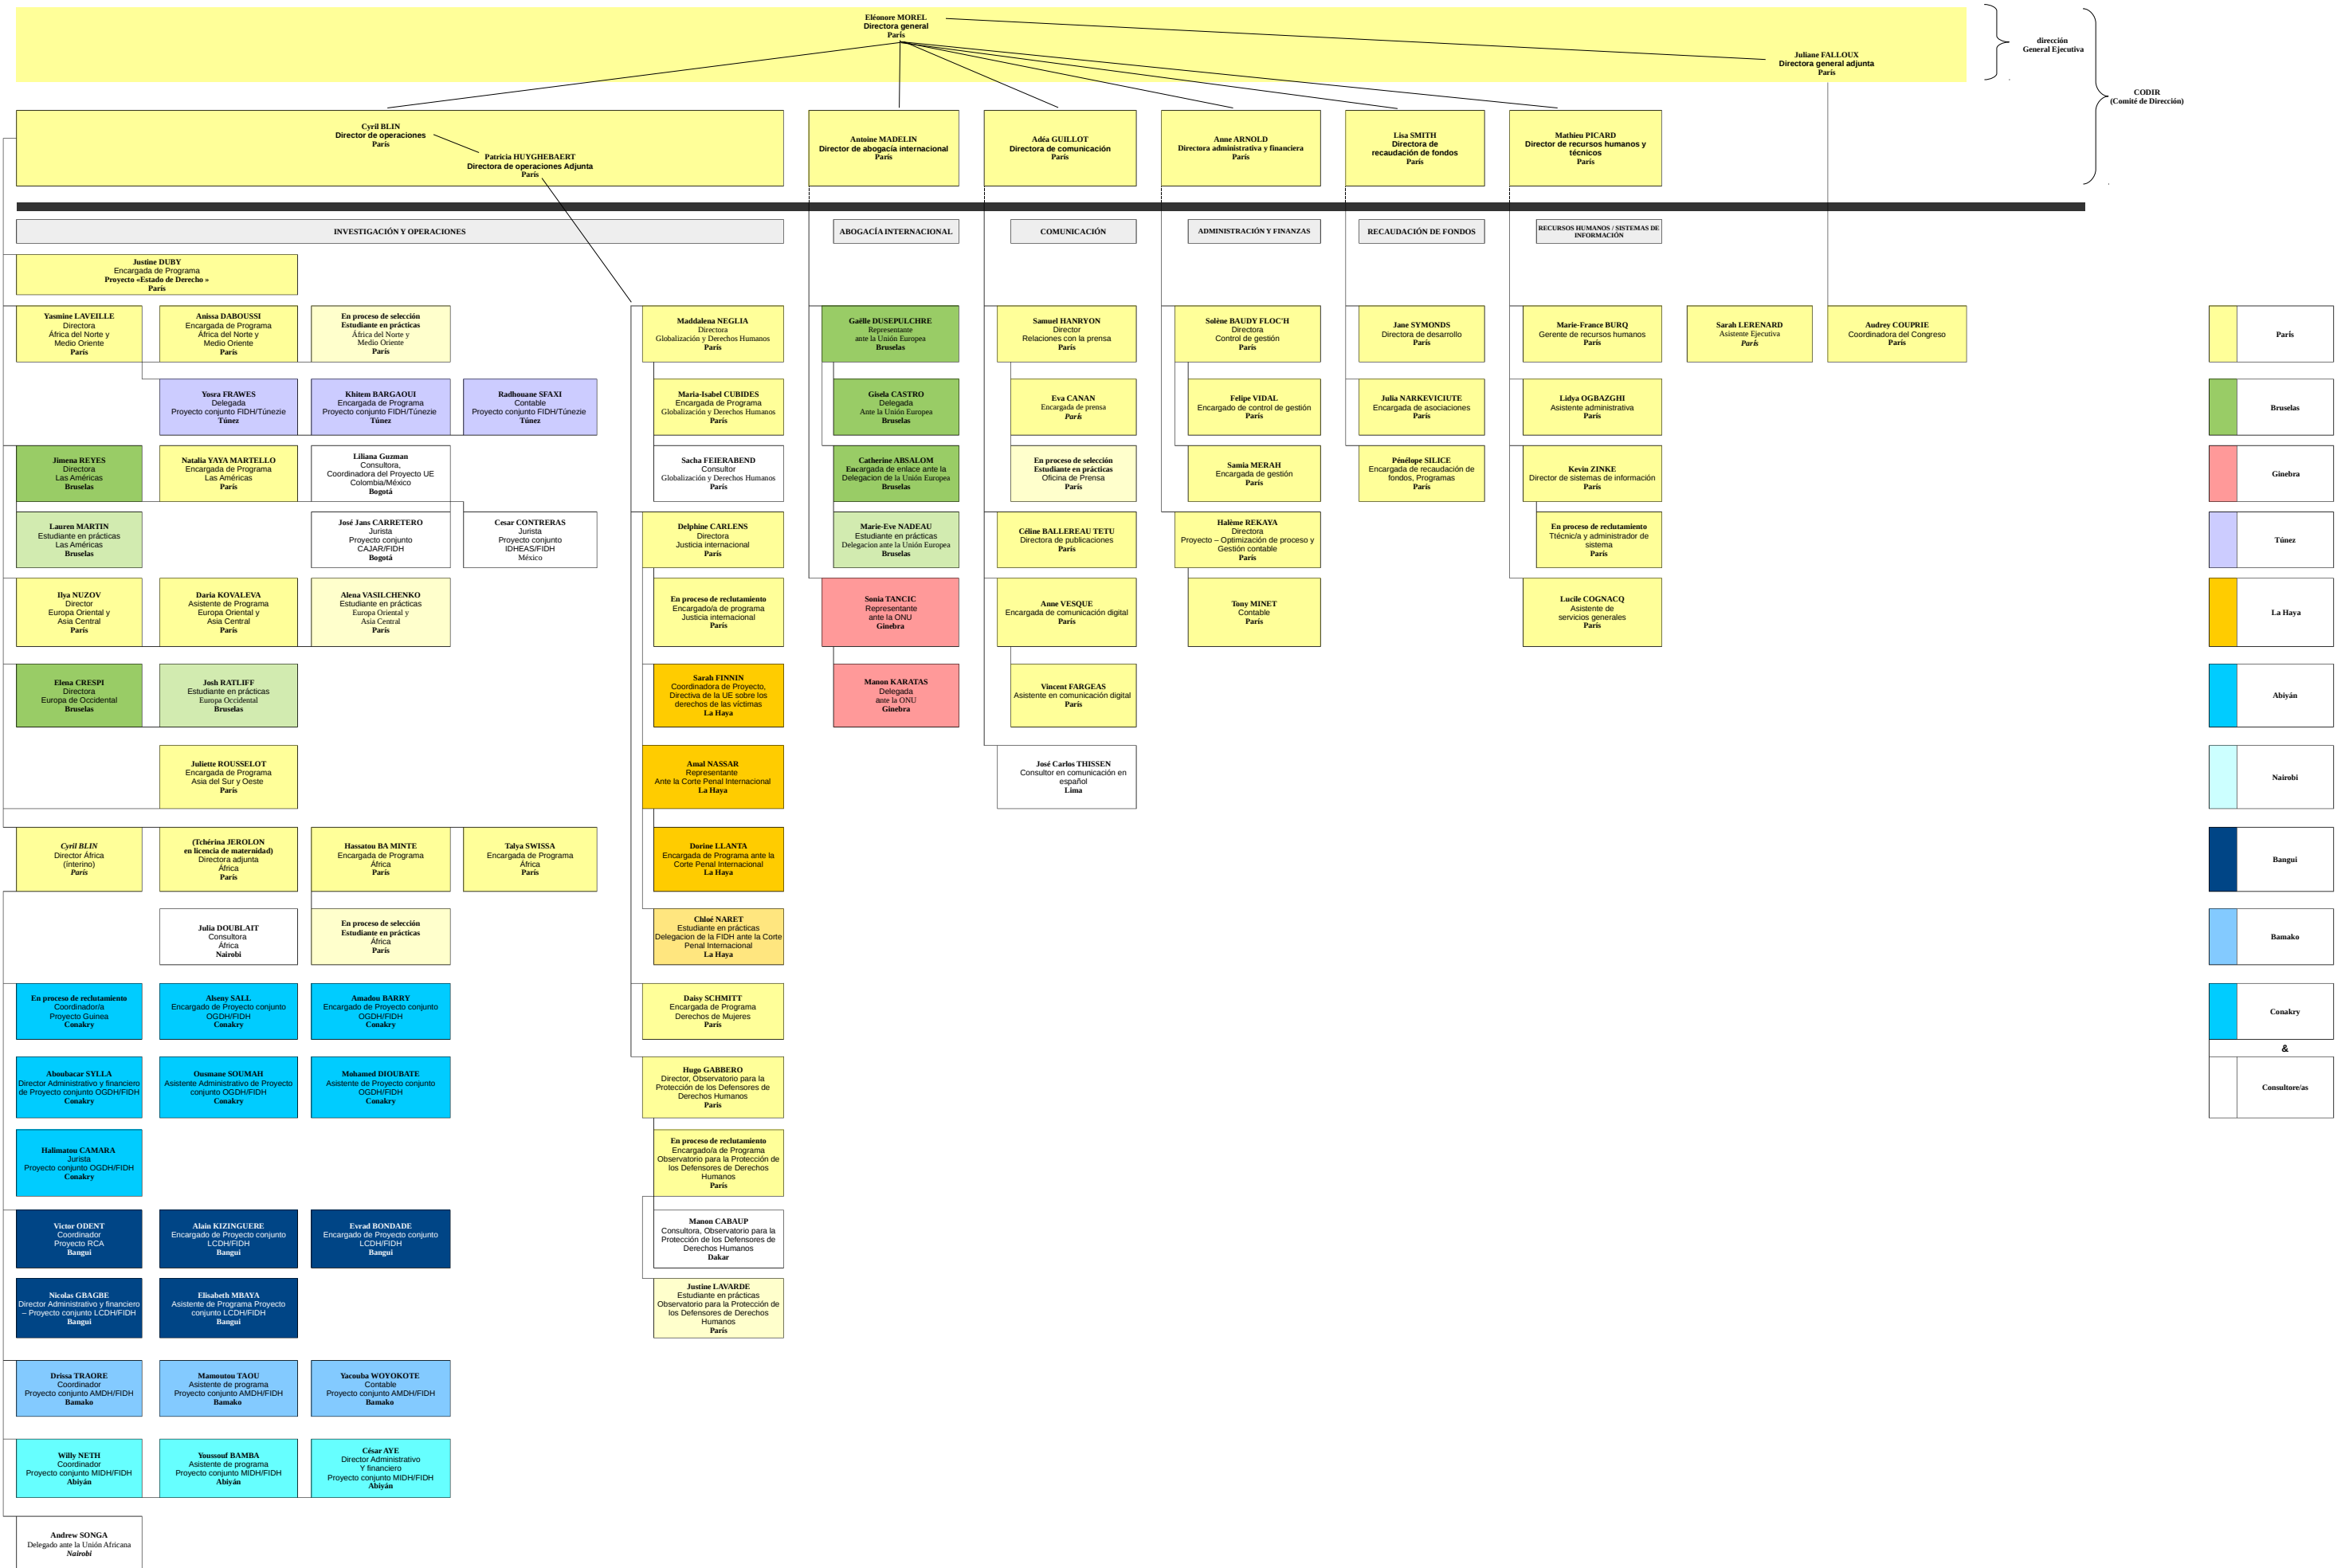 Eléonore MOREL
Directora general
París
Juliane FALLOUX
Directora general adjunta
París
dirección
General Ejecutiva
CODIR
(Comité de Dirección)
Cyril BLIN
Director de operaciones
París
Patricia HUYGHEBAERT
Directora de operaciones Adjunta
París
Antoine MADELIN
Director de abogacía internacional
París
Adéa GUILLOT
Directora de comunicación
París
Anne ARNOLD
Directora administrativa y financiera
París
Lisa SMITH
Directora de
recaudación de fondos
París
Mathieu PICARD
Director de recursos humanos y
técnicos
París
INVESTIGACIÓN Y OPERACIONES
ABOGACÍA INTERNACIONAL
COMUNICACIÓN
ADMINISTRACIÓN Y FINANZAS
RECAUDACIÓN DE FONDOS
RECURSOS HUMANOS / SISTEMAS DE
INFORMACIÓN
Justine DUBY
Encargada de Programa
Proyecto «Estado de Derecho »
París
Yasmine LAVEILLE
Directora
África del Norte y
Medio Oriente
París
Anissa DABOUSSI
Encargada de Programa
África del Norte y
Medio Oriente
París
En proceso de selección
Estudiante en prácticas
África del Norte y
Medio Oriente
París
Maddalena NEGLIA
Directora
Globalización y Derechos Humanos
París
Gaëlle DUSEPULCHRE
Representante
ante la Unión Europea
Bruselas
Samuel HANRYON
Director
Relaciones con la prensa
París
Solène BAUDY FLOC'H
Directora
Control de gestión
París
Jane SYMONDS
Directora de desarrollo
París
Marie-France BURQ
Gerente de recursos humanos
París
Sarah LERENARD
Asistente Ejecutiva
París
Audrey COUPRIE
Coordinadora del Congreso
París
París
Yosra FRAWES
Delegada
Proyecto conjunto FIDH/Túnezie
Túnez
Khitem BARGAOUI
Encargada de Programa
Proyecto conjunto FIDH/Túnezie
Túnez
Radhouane SFAXI
Contable
Proyecto conjunto FIDH/Túnezie
Túnez
Maria-Isabel CUBIDES
Encargada de Programa
Globalización y Derechos Humanos
París
Gisela CASTRO
Delegada
Ante la Unión Europea
Bruselas
Eva CANAN
Encargada de prensa
París
Felipe VIDAL
Encargado de control de gestión
París
Julia NARKEVICIUTE
Encargada de asociaciones
París
Lidya OGBAZGHI
Asistente administrativa
París
Bruselas
Jimena REYES
Directora
Las Américas
Bruselas
Natalia YAYA MARTELLO
Encargada de Programa
Las Américas
París
Liliana Guzman
Consultora,
Coordinadora del Proyecto UE
Colombia/México
Bogotá
Sacha FEIERABEND
Consultor
Globalización y Derechos Humanos
París
Catherine ABSALOM
Encargada de enlace ante la
Delegacion de la Unión Europea
Bruselas
En proceso de selección
Estudiante en prácticas
Oficina de Prensa
París
Samia MERAH
Encargada de gestión
París
Pénélope SILICE
Encargada de recaudación de
fondos, Programas
París
Kevin ZINKE
Director de sistemas de información
París
Ginebra
Lauren MARTIN
Estudiante en prácticas
Las Américas
Bruselas
José Jans CARRETERO
Jurista
Proyecto conjunto
CAJAR/FIDH
Bogotá
Cesar CONTRERAS
Jurista
Proyecto conjunto
IDHEAS/FIDH
México
Delphine CARLENS
Directora
Justicia internacional
París
Marie-Eve NADEAU
Estudiante en prácticas
Delegacion ante la Unión Europea
Bruselas
Céline BALLEREAU TETU
Directora de publicaciones
París
Halème REKAYA
Directora
Proyecto – Optimización de proceso y
Gestión contable
París
En proceso de reclutamiento
Ttécnic/a y administrador de
sistema
París
Túnez
Ilya NUZOV
Director
Europa Oriental y
Asia Central
París
Daria KOVALEVA
Asistente de Programa
Europa Oriental y
Asia Central
París
Alena VASILCHENKO
Estudiante en prácticas
Europa Oriental y
Asia Central
París
En proceso de reclutamiento
Encargado/a de programa
Justicia internacional
París
Sonia TANCIC
Representante
ante la ONU
Ginebra
Anne VESQUE
Encargada de comunicación digital
París
Tony MINET
Contable
París
Lucile COGNACQ
Asistente de
servicios generales
París
La Haya
Elena CRESPI
Directora
Europa de Occidental
Bruselas
Josh RATLIFF
Estudiante en prácticas
Europa Occidental
Bruselas
Sarah FINNIN
Coordinadora de Proyecto,
Directiva de la UE sobre los
derechos de las víctimas
La Haya
Manon KARATAS
Delegada
ante la ONU
Ginebra
Vincent FARGEAS
Asistente en comunicación digital
París
Abiyán
Juliette ROUSSELOT
Encargada de Programa
Asia del Sur y Oeste
París
Amal NASSAR
Representante
Ante la Corte Penal Internacional
La Haya
José Carlos THISSEN
Consultor en comunicación en
español
Lima
Nairobi
Cyril BLIN
Director África
(interino)
París
(Tchérina JEROLON
en licencia de maternidad)
Directora adjunta
África
París
Hassatou BA MINTE
Encargada de Programa
África
París
Talya SWISSA
Encargada de Programa
África
París
Dorine LLANTA
Encargada de Programa ante la
Corte Penal Internacional
La Haya
Bangui
Julia DOUBLAIT
Consultora
África
Nairobi
En proceso de selección
Estudiante en prácticas
África
París
Chloé NARET
Estudiante en prácticas
Delegacion de la FIDH ante la Corte
Penal Internacional
La Haya
Bamako
En proceso de reclutamiento
Coordinador/a
Proyecto Guinea
Conakry
Alseny SALL
Encargado de Proyecto conjunto
OGDH/FIDH
Conakry
Amadou BARRY
Encargado de Proyecto conjunto
OGDH/FIDH
Conakry
Daisy SCHMITT
Encargada de Programa
Derechos de Mujeres
París
Conakry
&
Aboubacar SYLLA
Director Administrativo y financiero
de Proyecto conjunto OGDH/FIDH
Conakry
Ousmane SOUMAH
Asistente Administrativo de Proyecto
conjunto OGDH/FIDH
Conakry
Mohamed DIOUBATE
Asistente de Proyecto conjunto
OGDH/FIDH
Conakry
Hugo GABBERO
Director, Observatorio para la
Protección de los Defensores de
Derechos Humanos
París
Consultore/as
Halimatou CAMARA
Jurista
Proyecto conjunto OGDH/FIDH
Conakry
En proceso de reclutamiento
Encargado/a de Programa
Observatorio para la Protección de
los Defensores de Derechos
Humanos
París
Victor ODENT
Coordinador
Proyecto RCA
Bangui
Alain KIZINGUERE
Encargado de Proyecto conjunto
LCDH/FIDH
Bangui
Evrad BONDADE
Encargado de Proyecto conjunto
LCDH/FIDH
Bangui
Manon CABAUP
Consultora, Observatorio para la
Protección de los Defensores de
Derechos Humanos
Dakar
Nicolas GBAGBE
Director Administrativo y financiero
– Proyecto conjunto LCDH/FIDH
Bangui
Elisabeth MBAYA
Asistente de Programa Proyecto
conjunto LCDH/FIDH
Bangui
Justine LAVARDE
Estudiante en prácticas
Observatorio para la Protección de
los Defensores de Derechos
Humanos
París
Drissa TRAORE
Coordinador
Proyecto conjunto AMDH/FIDH
Bamako
Mamoutou TAOU
Asistente de programa
Proyecto conjunto AMDH/FIDH
Bamako
Yacouba WOYOKOTE
Contable
Proyecto conjunto AMDH/FIDH
Bamako
Willy NETH
Coordinador
Proyecto conjunto MIDH/FIDH
Abiyán
Youssouf BAMBA
Asistente de programa
Proyecto conjunto MIDH/FIDH
Abiyán
César AYE
Director Administrativo
Y financiero
Proyecto conjunto MIDH/FIDH
Abiyán
Andrew SONGA
Delegado ante la Unión Africana
Nairobi